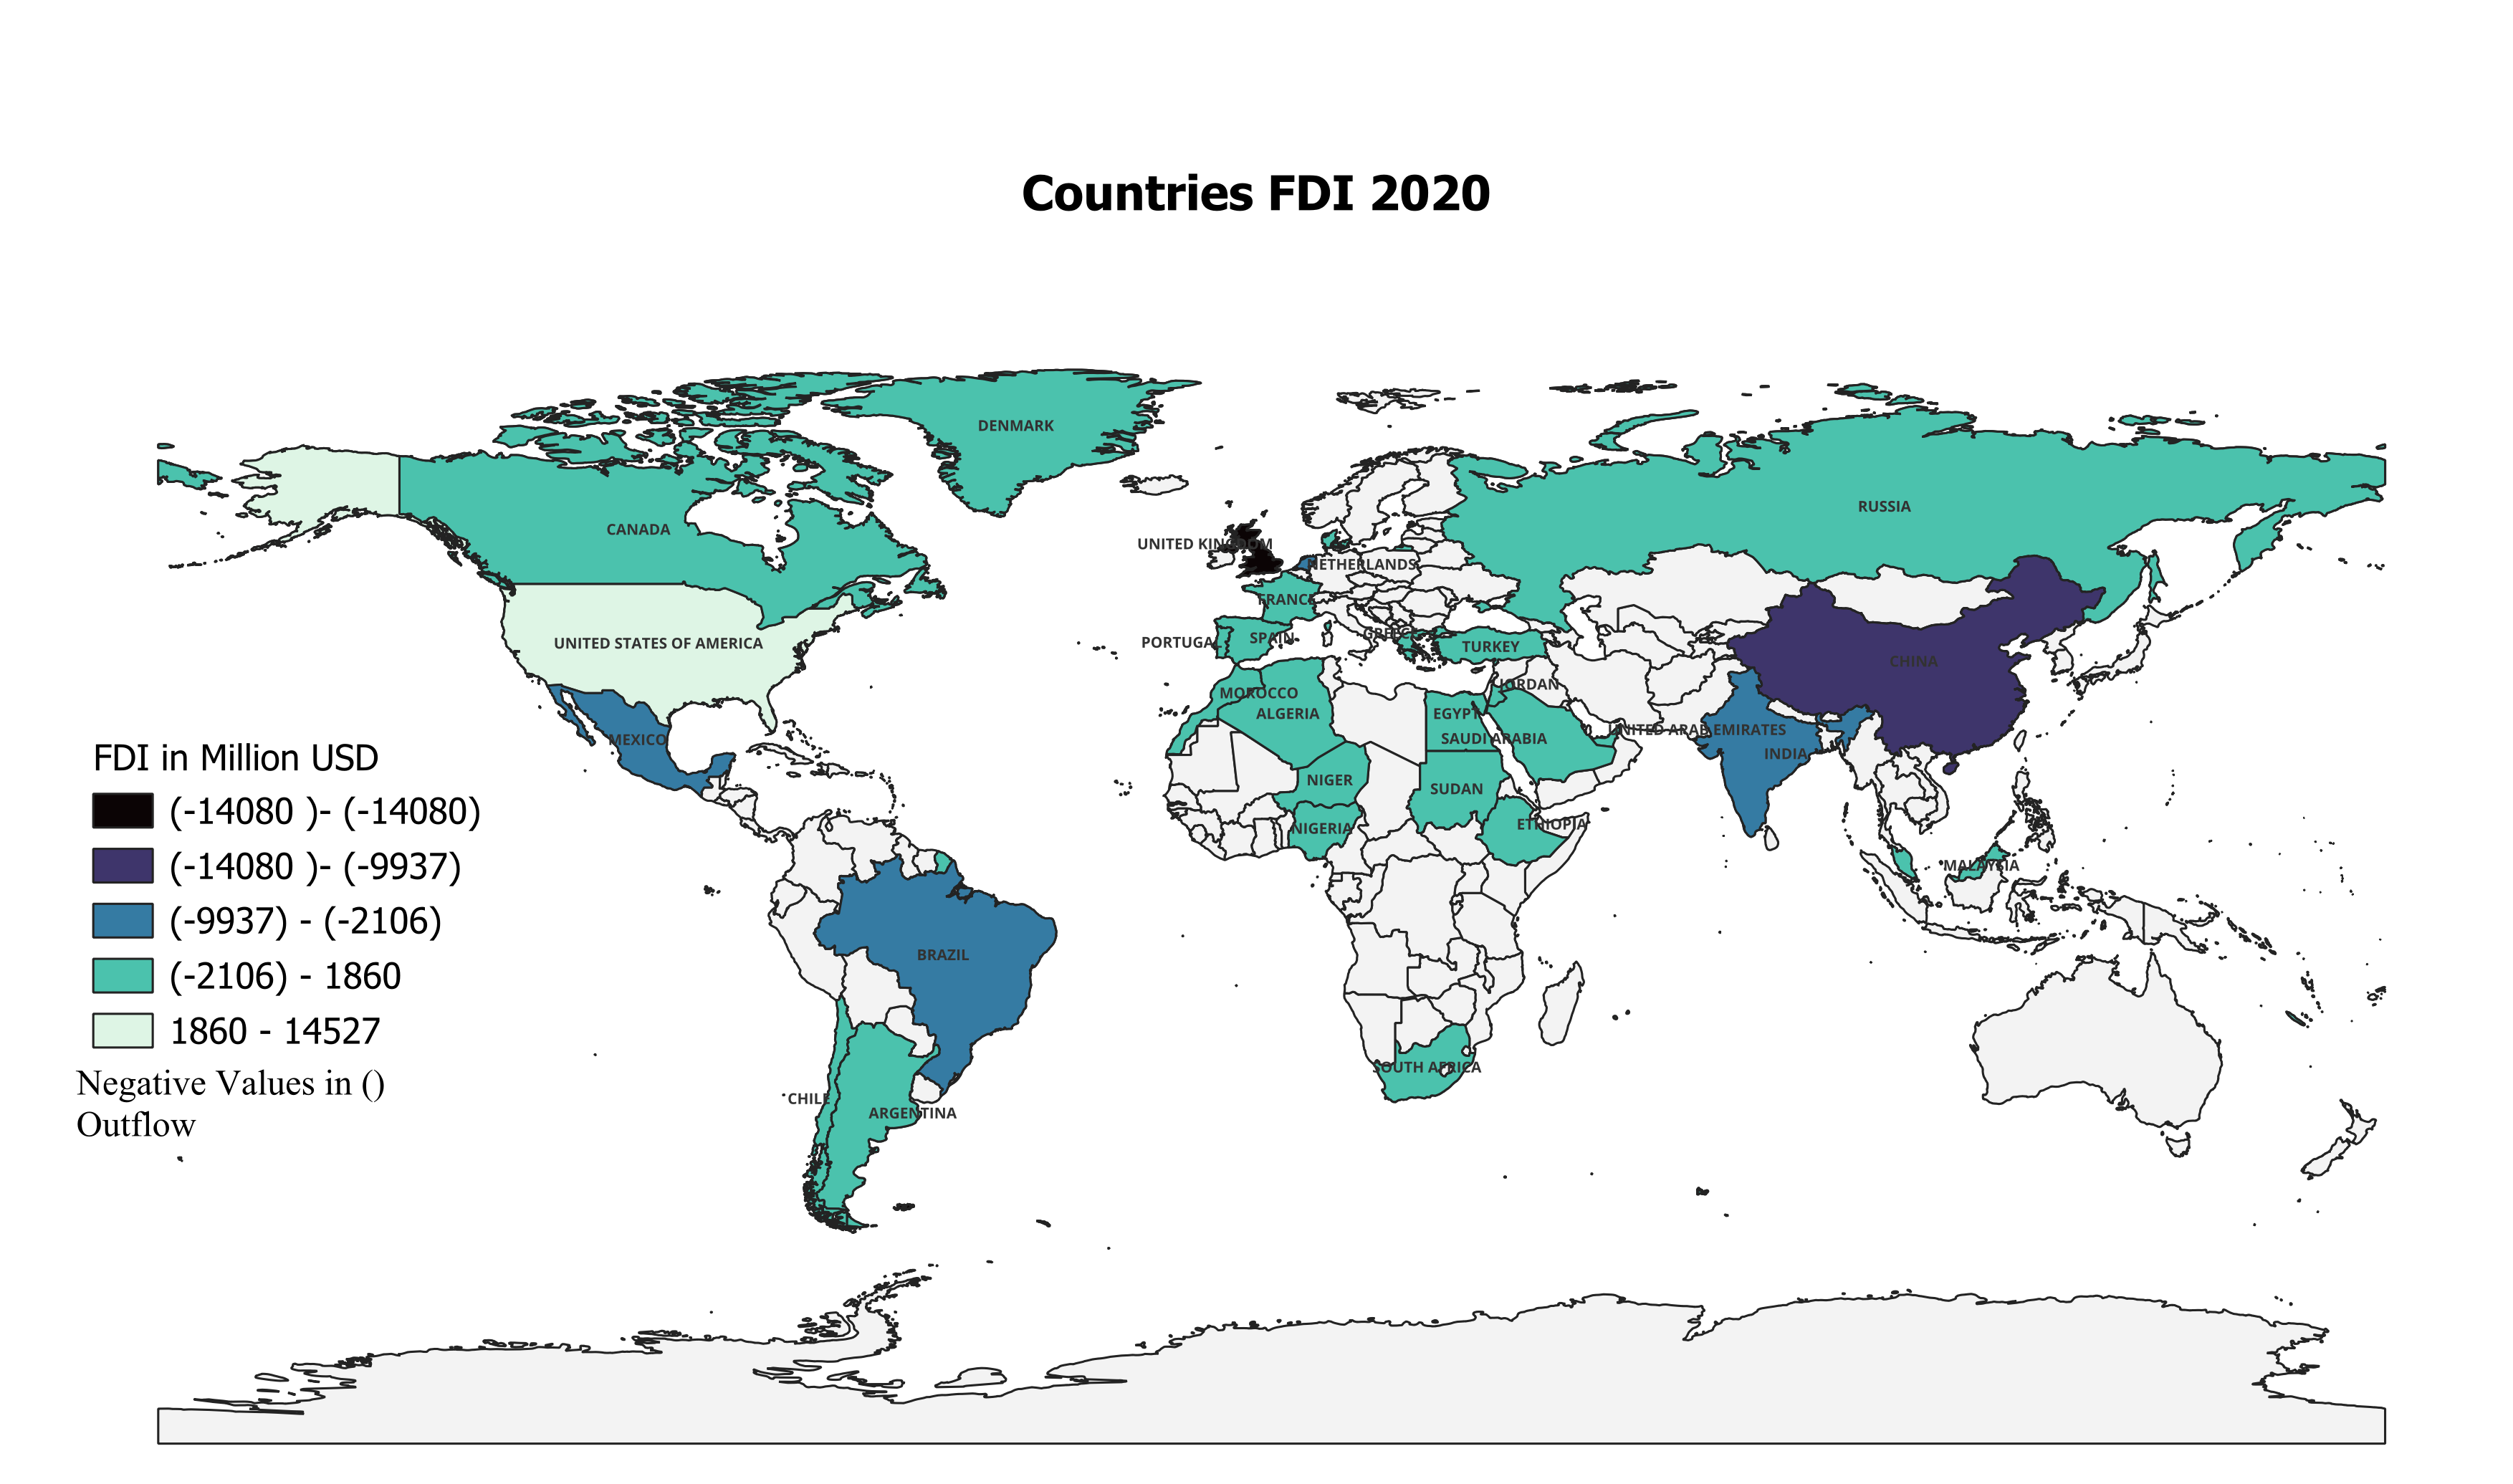 Countries FDI 2020
DENMARK
RUSSIA
CANADA
UNITED KINGDOM
NETHERLANDS
FRANCE
SPAIN
GREECE
PORTUGAL
TURKEY
UNITED STATES OF AMERICA
CHINA
MOROCCO
JORDAN
ALGERIA
EGYPT
UNITED ARAB EMIRATES
MEXICO
SAUDI ARABIA
INDIA
NIGER
SUDAN
NIGERIA
ETHIOPIA
MALAYSIA
BRAZIL
SOUTH AFRICA
CHILE
ARGENTINA
FDI in Million USD
(-14080 )- (-14080)
(-14080 )- (-9937)
(-9937) - (-2106)
(-2106) - 1860
1860 - 14527
Negative Values in ()
Outflow